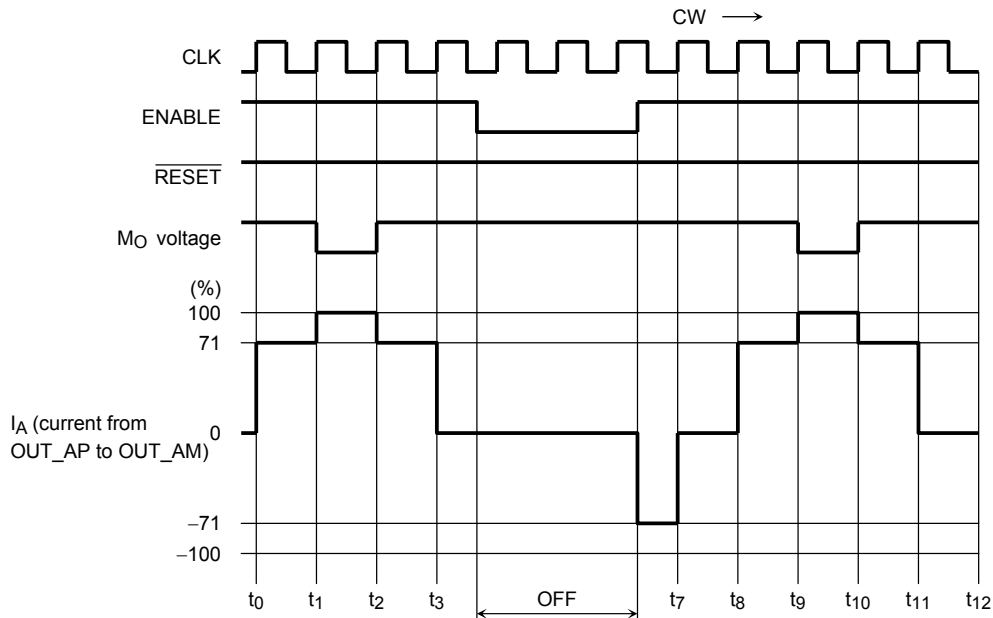 CW
CLK
ENABLE
RESET
MO voltage
(%)
100
71
IA (current from
OUT_AP to OUT_AM)
0
−71
−100
t0 t1 t2 t3 OFF t7 t8 t9 t10 t11 t12